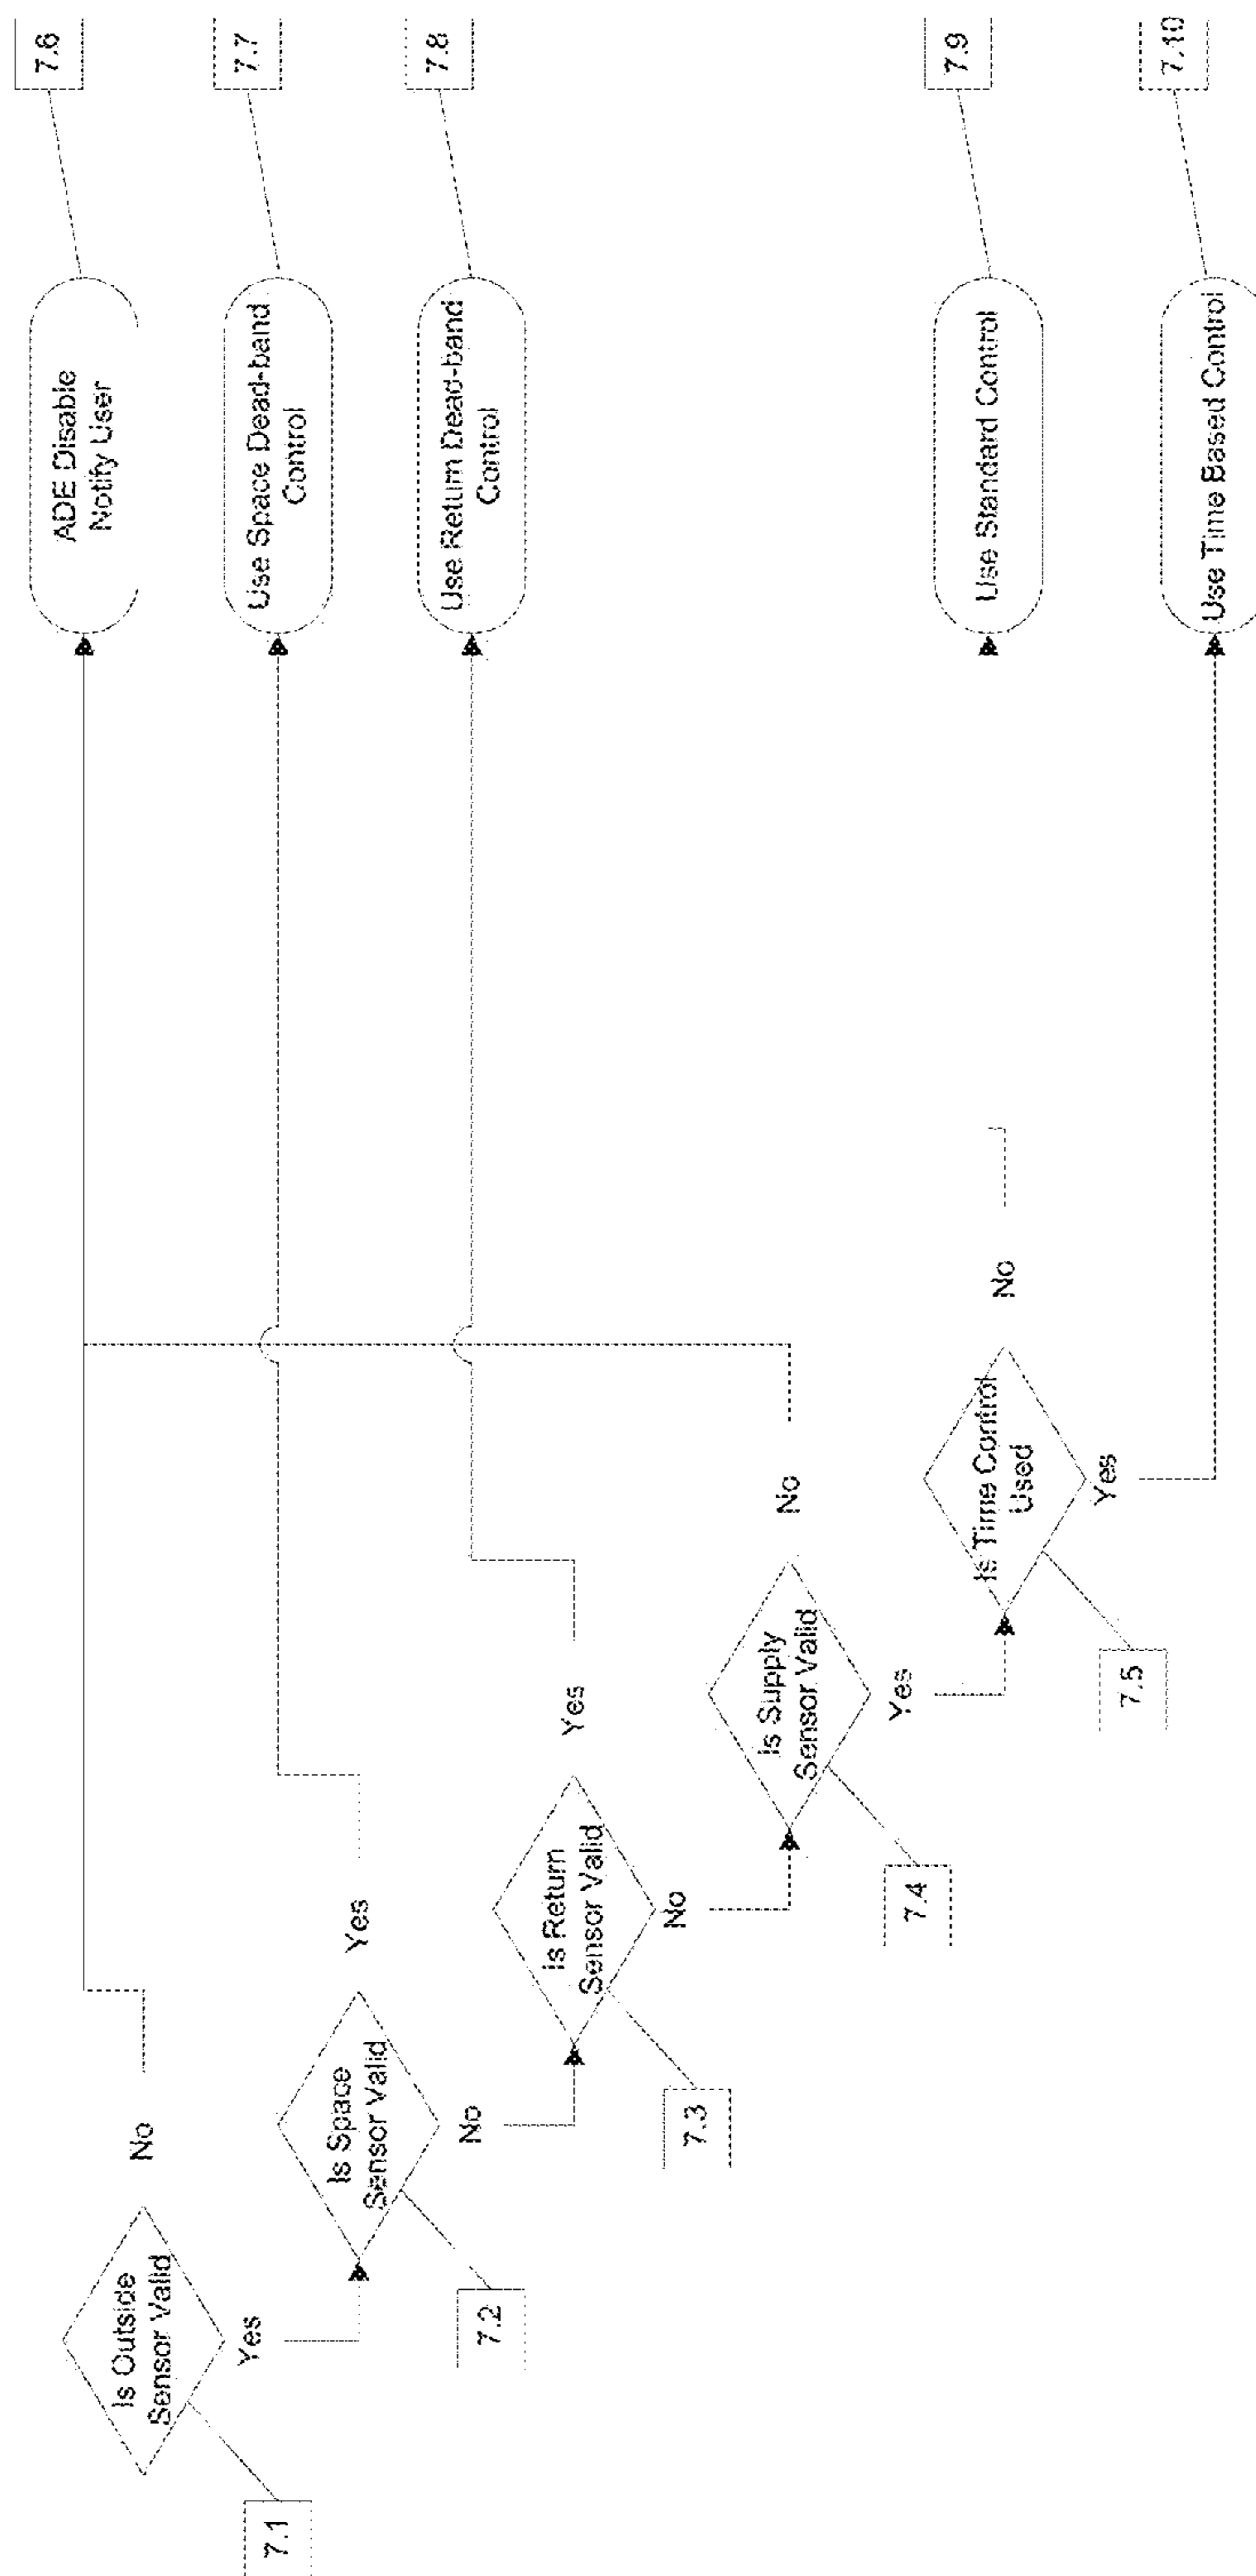 Is Outside
Sensor Valid
7.1
No
Yes
ADE Disable
Notify User
7.6
Is Space
Sensor Valid
7.2
Yes
No
Use Space Dead-band
Control
7.7
Is Return
Sensor Valid
7.3
Yes
No
Use Return Dead-band
Control
7.8
Is Supply
Sensor Valid
7.4
No
Yes
Is Time Control
Used
7.5
No
Yes
Use Standard Control
7.9
Use Time Based Control
7.10